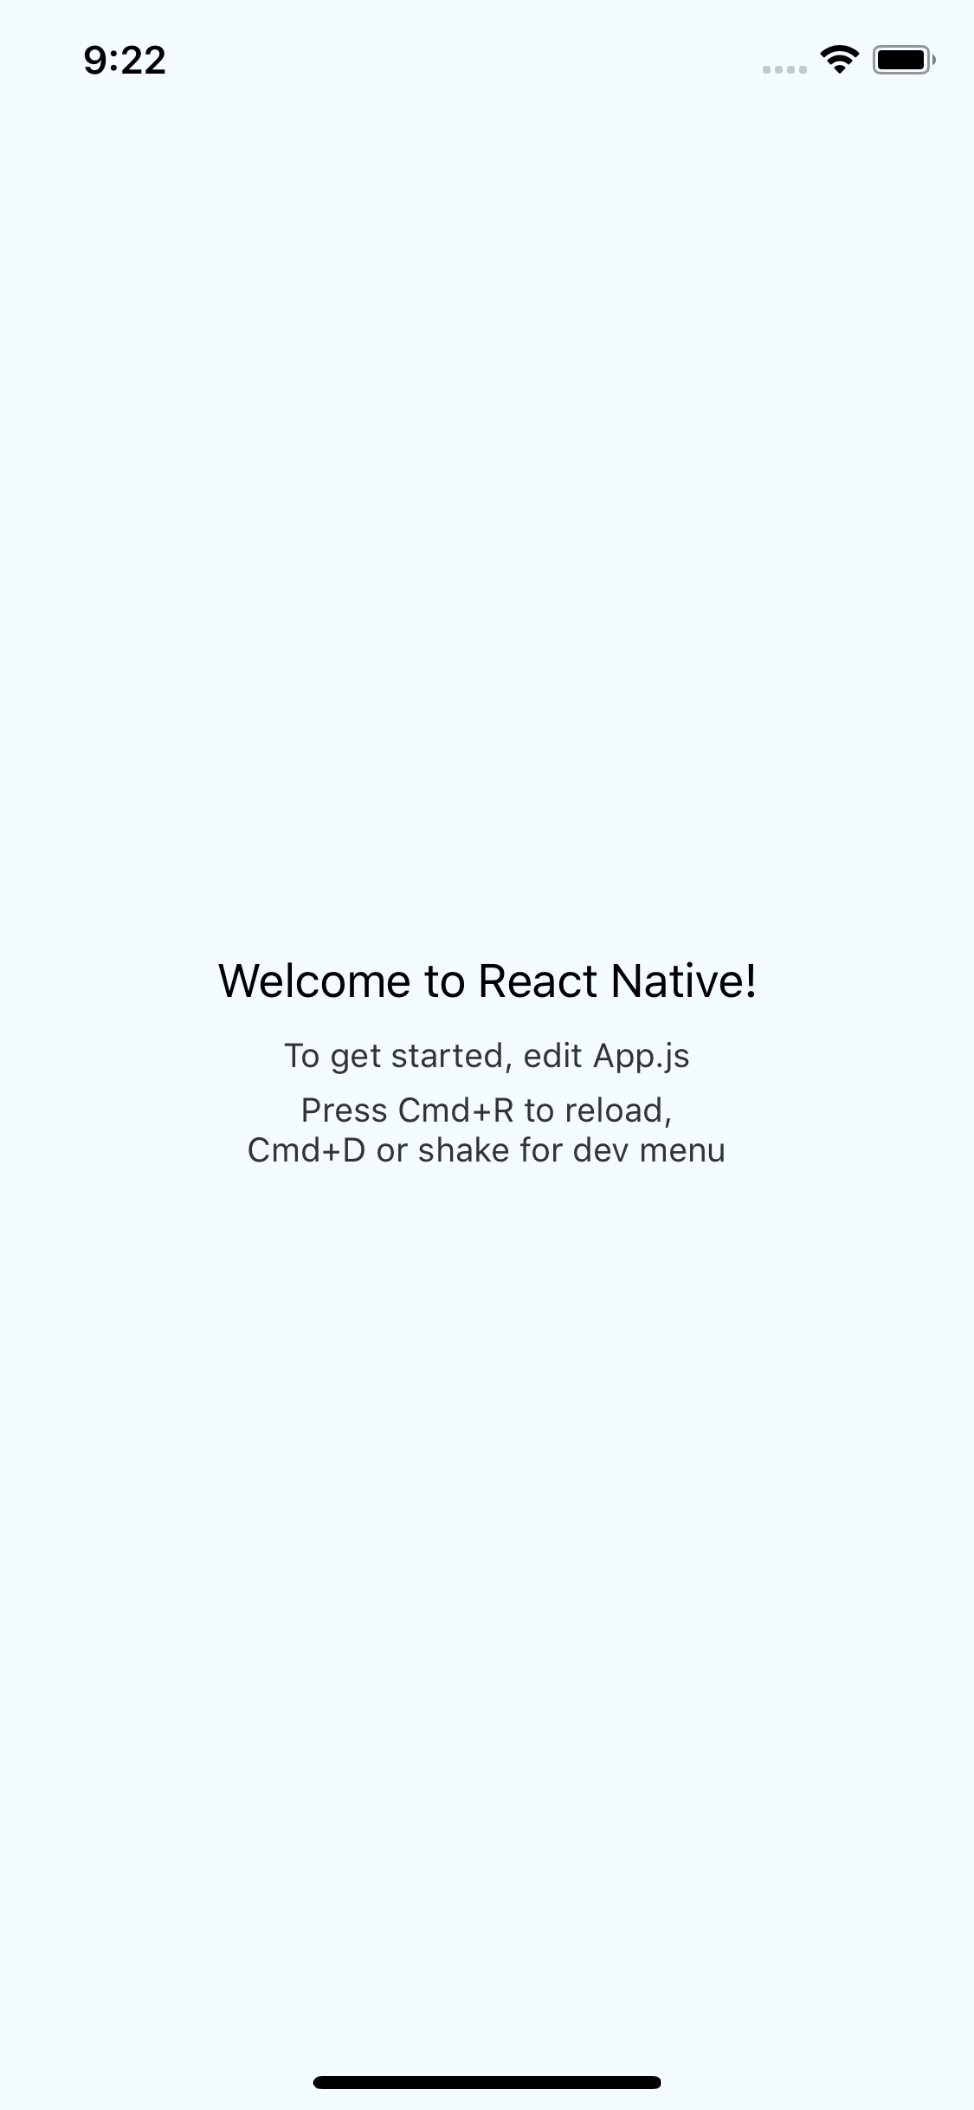 9:22
Welcome to React Native!
To get started, edit App.js
Press Cmd+R to reload,
Cmd+D or shake for dev menu